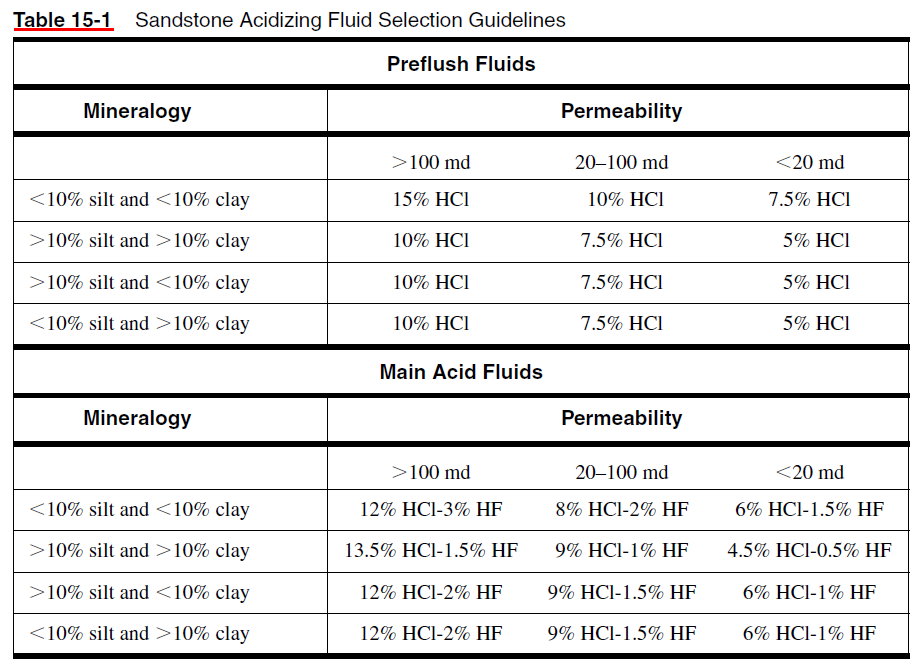 Table 15-1 Sandstone Acidizing Fluid Selection Guidelines
Preflush Fluids
Mineralogy Permeability
>100 md 20–100 md <20 md
<10% silt and <10% clay 15% HCl 10% HCl 7.5% HCl
>10% silt and >10% clay 10% HCl 7.5% HCl 5% HCl
>10% silt and <10% clay 10% HCl 7.5% HCl 5% HCl
<10% silt and >10% clay 10% HCl 7.5% HCl 5% HCl
Main Acid Fluids
Mineralogy Permeability
>100 md 20–100 md <20 md
<10% silt and <10% clay 12% HCl-3% HF 8% HCl-2% HF 6% HCl-1.5% HF
>10% silt and >10% clay 13.5% HCl-1.5% HF 9% HCl-1% HF 4.5% HCl-0.5% HF
>10% silt and <10% clay 12% HCl-2% HF 9% HCl-1.5% HF 6% HCl-1% HF
<10% silt and >10% clay 12% HCl-2% HF 9% HCl-1.5% HF 6% HCl-1% HF